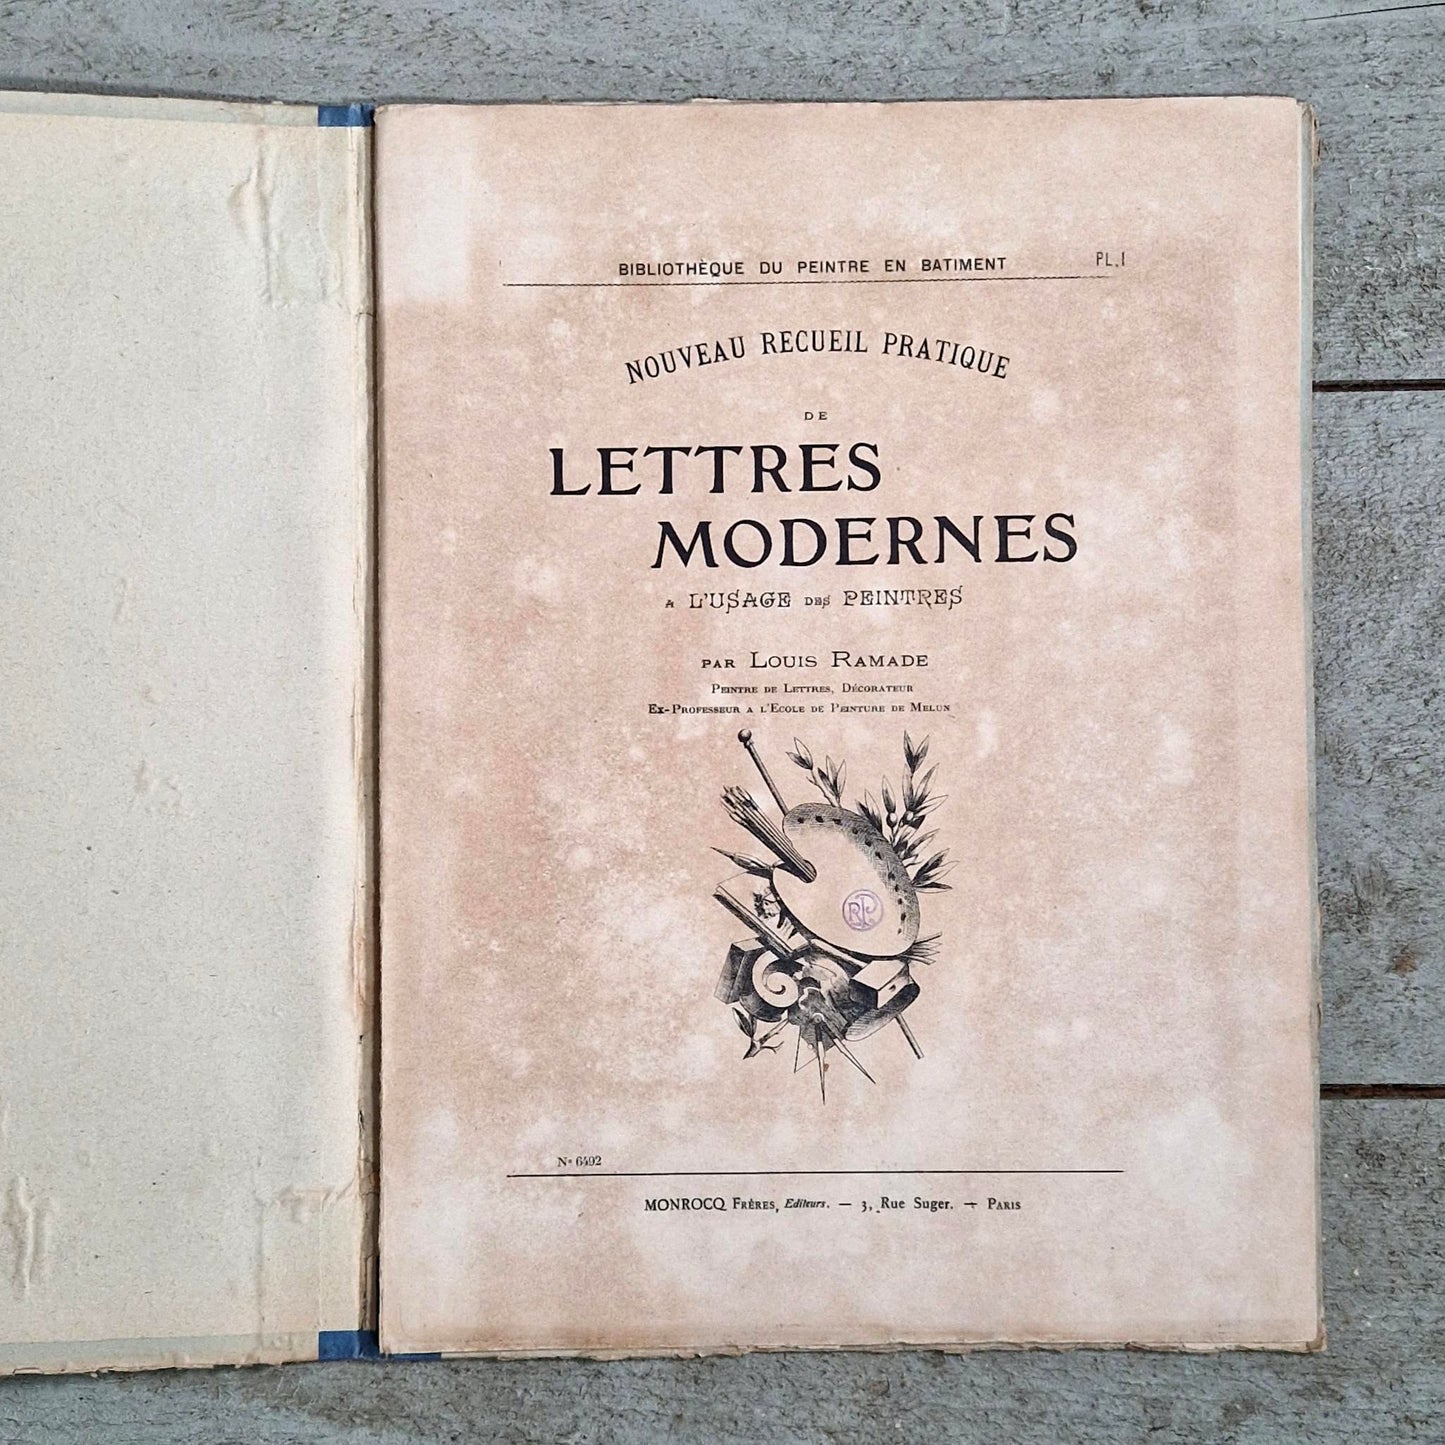 BIBLIOTHÈQUE DU PEINTRE EN BATIMENT PL.1
NOUVEAU RECUEIL PRATIQUE
DE
LETTRES
MODERNES
A L'USAGE DES PEINTRES
PAR LOUIS RAMADE
PEINTRE DE LETTRES, DÉCORATEUR
EX-PROFESSEUR A L'ECOLE DE PEINTURE DE MELUN
N° 6492
MONROCQ FRÈRES, Editeurs. — 3, Rue Suger. — PARIS